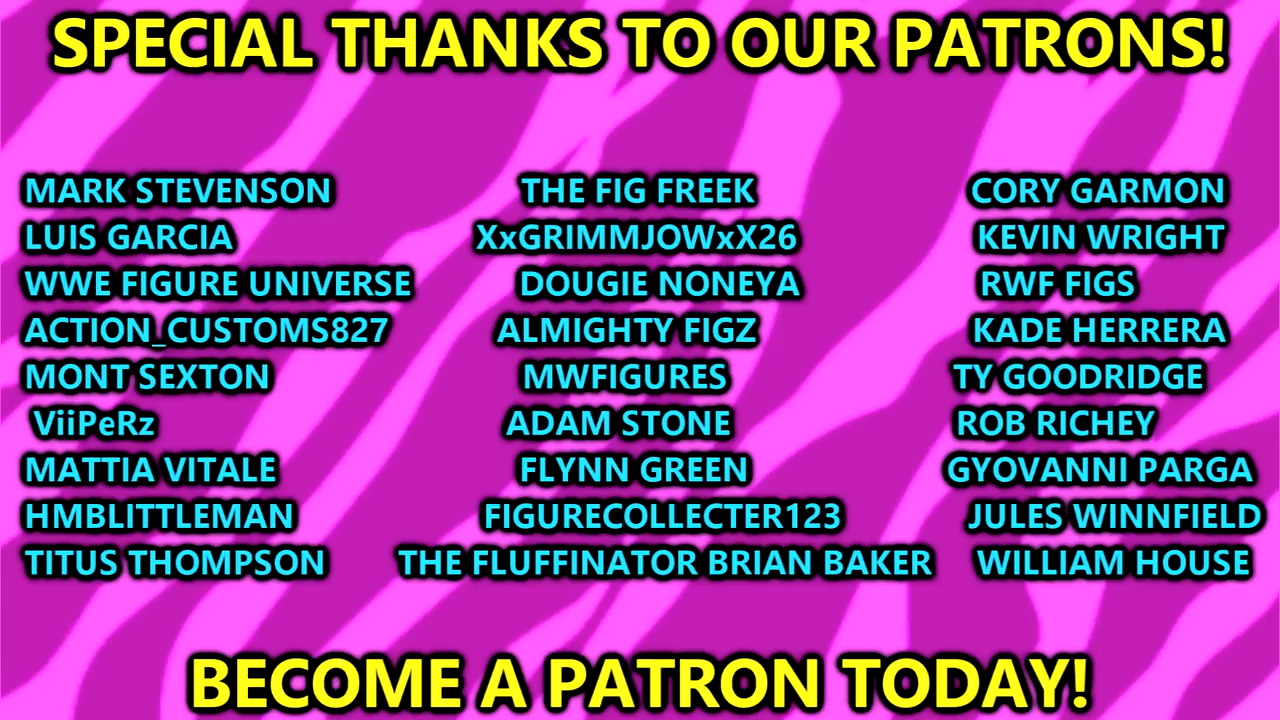 SPECIAL THANKS TO OUR PATRONS!
MARK STEVENSON
LUIS GARCIA
WWE FIGURE UNIVERSE
ACTION_CUSTOMS827
MONT SEXTON
ViiPeRz
MATTIA VITALE
HMBLITTLEMAN
TITUS THOMPSON
THE FIG FREEK
XxGRIMMJOWxX26
DOUGIE NONEYA
ALMIGHTY FIGZ
MWFIGURES
ADAM STONE
FLYNN GREEN
FIGURECOLLECTER123
THE FLUFFINATOR BRIAN BAKER
CORY GARMON
KEVIN WRIGHT
RWF FIGS
KADE HERRERA
TY GOODRIDGE
ROB RICHEY
GYOVANNI PARGA
JULES WINNFIELD
WILLIAM HOUSE
BECOME A PATRON TODAY!